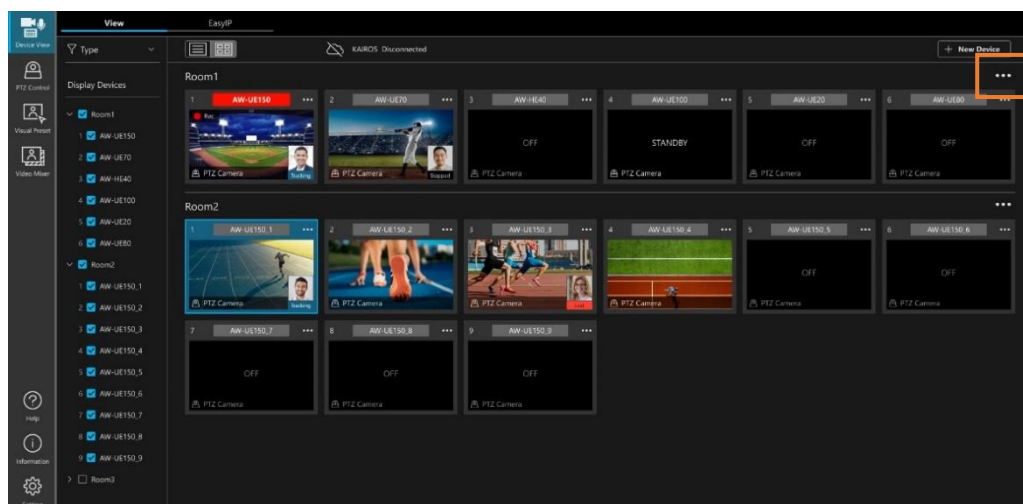 View EasyIP
Device View
PTZ Control
Visual Preset
Video Mixer
Help
Information
Type
KAIROS Disconnected
+ New Device
Display Devices
Room1
1 AW-UE150
2 AW-UE70
3 AW-HE40
4 AW-UE100
5 AW-UE20
6 AW-UE80
Room2
1 AW-UE150_1
2 AW-UE150_2
3 AW-UE150_3
4 AW-UE150_4
5 AW-UE150_5
6 AW-UE150_6
7 AW-UE150_7
8 AW-UE150_8
9 AW-UE150_9
Room3
Room1 •••
1 AW-UE150 ••• 2 AW-UE70 ••• 3 AW-HE40 ••• 4 AW-UE100 ••• 5 AW-UE20 ••• 6 AW-UE80 •••
Rec
OFF STANDBY OFF OFF
PTZ Camera Tracking PTZ Camera Stopped PTZ Camera PTZ Camera PTZ Camera PTZ Camera
Room2 •••
1 AW-UE150_1 ••• 2 AW-UE150_2 ••• 3 AW-UE150_3 ••• 4 AW-UE150_4 ••• 5 AW-UE150_5 ••• 6 AW-UE150_6 •••
OFF OFF
PTZ Camera Tracking PTZ Camera PTZ Camera Lost PTZ Camera PTZ Camera PTZ Camera
7 AW-UE150_7 ••• 8 AW-UE150_8 ••• 9 AW-UE150_9 •••
OFF OFF OFF
PTZ Camera PTZ Camera PTZ Camera